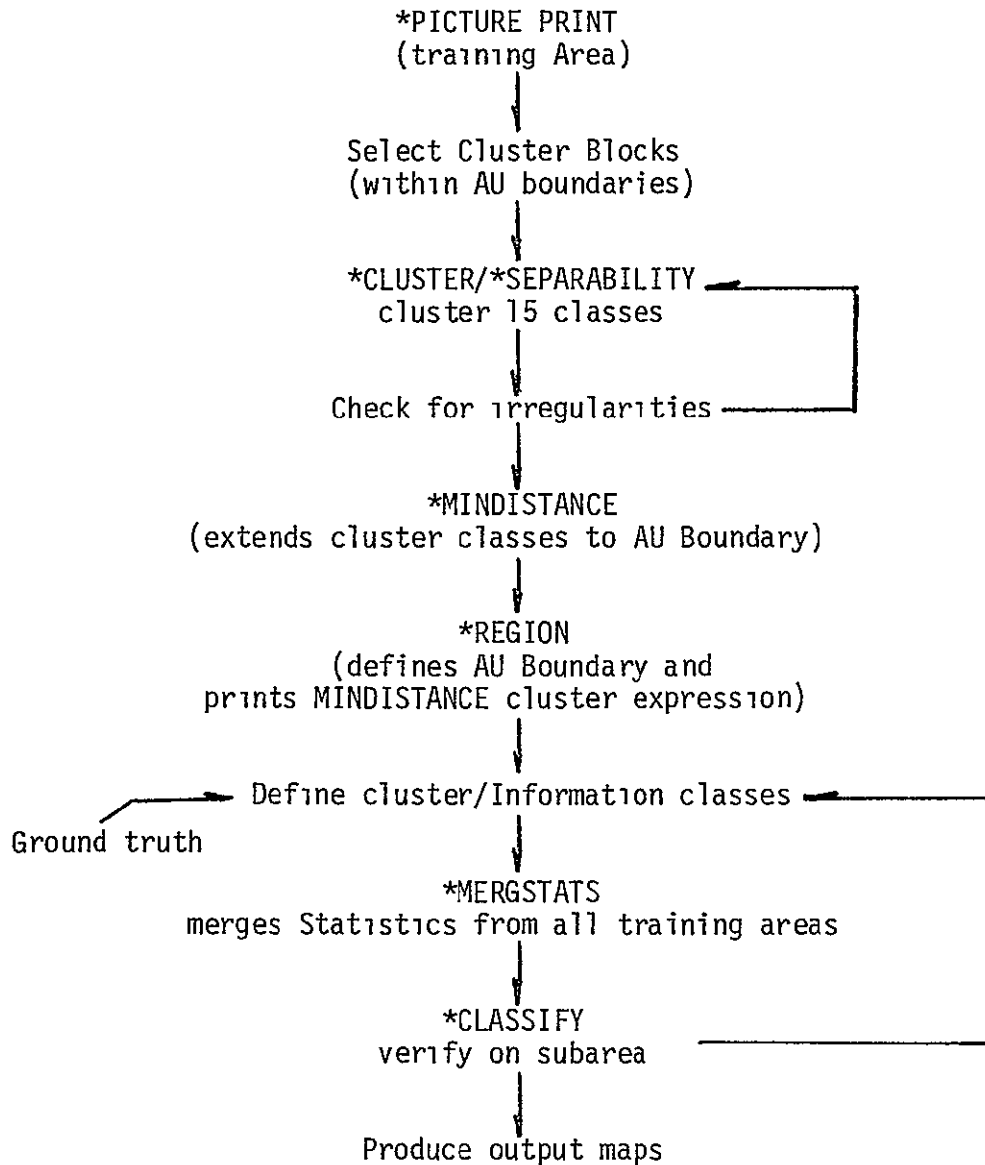 *PICTURE PRINT
(training Area)
Select Cluster Blocks
(within AU boundaries)
*CLUSTER/*SEPARABILITY
cluster 15 classes
Check for irregularities
*MINDISTANCE
(extends cluster classes to AU Boundary)
*REGION
(defines AU Boundary and
prints MINDISTANCE cluster expression)
Define cluster/Information classes
Ground truth
*MERGSTATS
merges Statistics from all training areas
*CLASSIFY
verify on subarea
Produce output maps